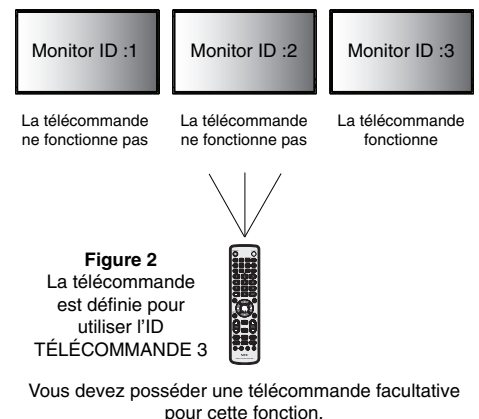 Monitor ID :1
Monitor ID :2
Monitor ID :3
La télécommande
ne fonctionne pas
La télécommande
ne fonctionne pas
La télécommande
fonctionne
Figure 2
La télécommande
est définie pour
utiliser l'ID
TÉLÉCOMMANDE 3
Vous devez posséder une télécommande facultative
pour cette fonction.